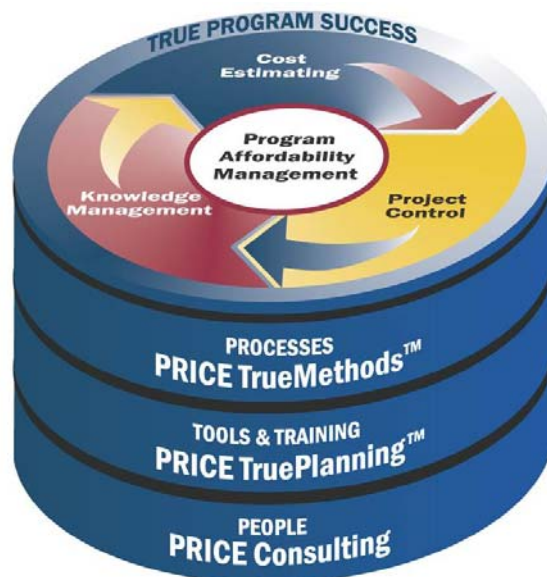 TRUE PROGRAM SUCCESS
Cost
Estimating
Program
Affordability
Management
Knowledge
Management
Project
Control
PROCESSES
PRICE TrueMethods™
TOOLS & TRAINING
PRICE TruePlanning™
PEOPLE
PRICE Consulting